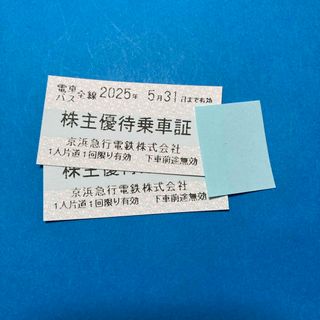 電車
バス 全線 2025年 5月31日まで有効
株主優待乗車証
京浜急行電鉄株式会社
1人片道1回限り有効 下車前途無効
株主優待
京浜急行電鉄株式会社
1人片道1回限り有効 下車前途無効